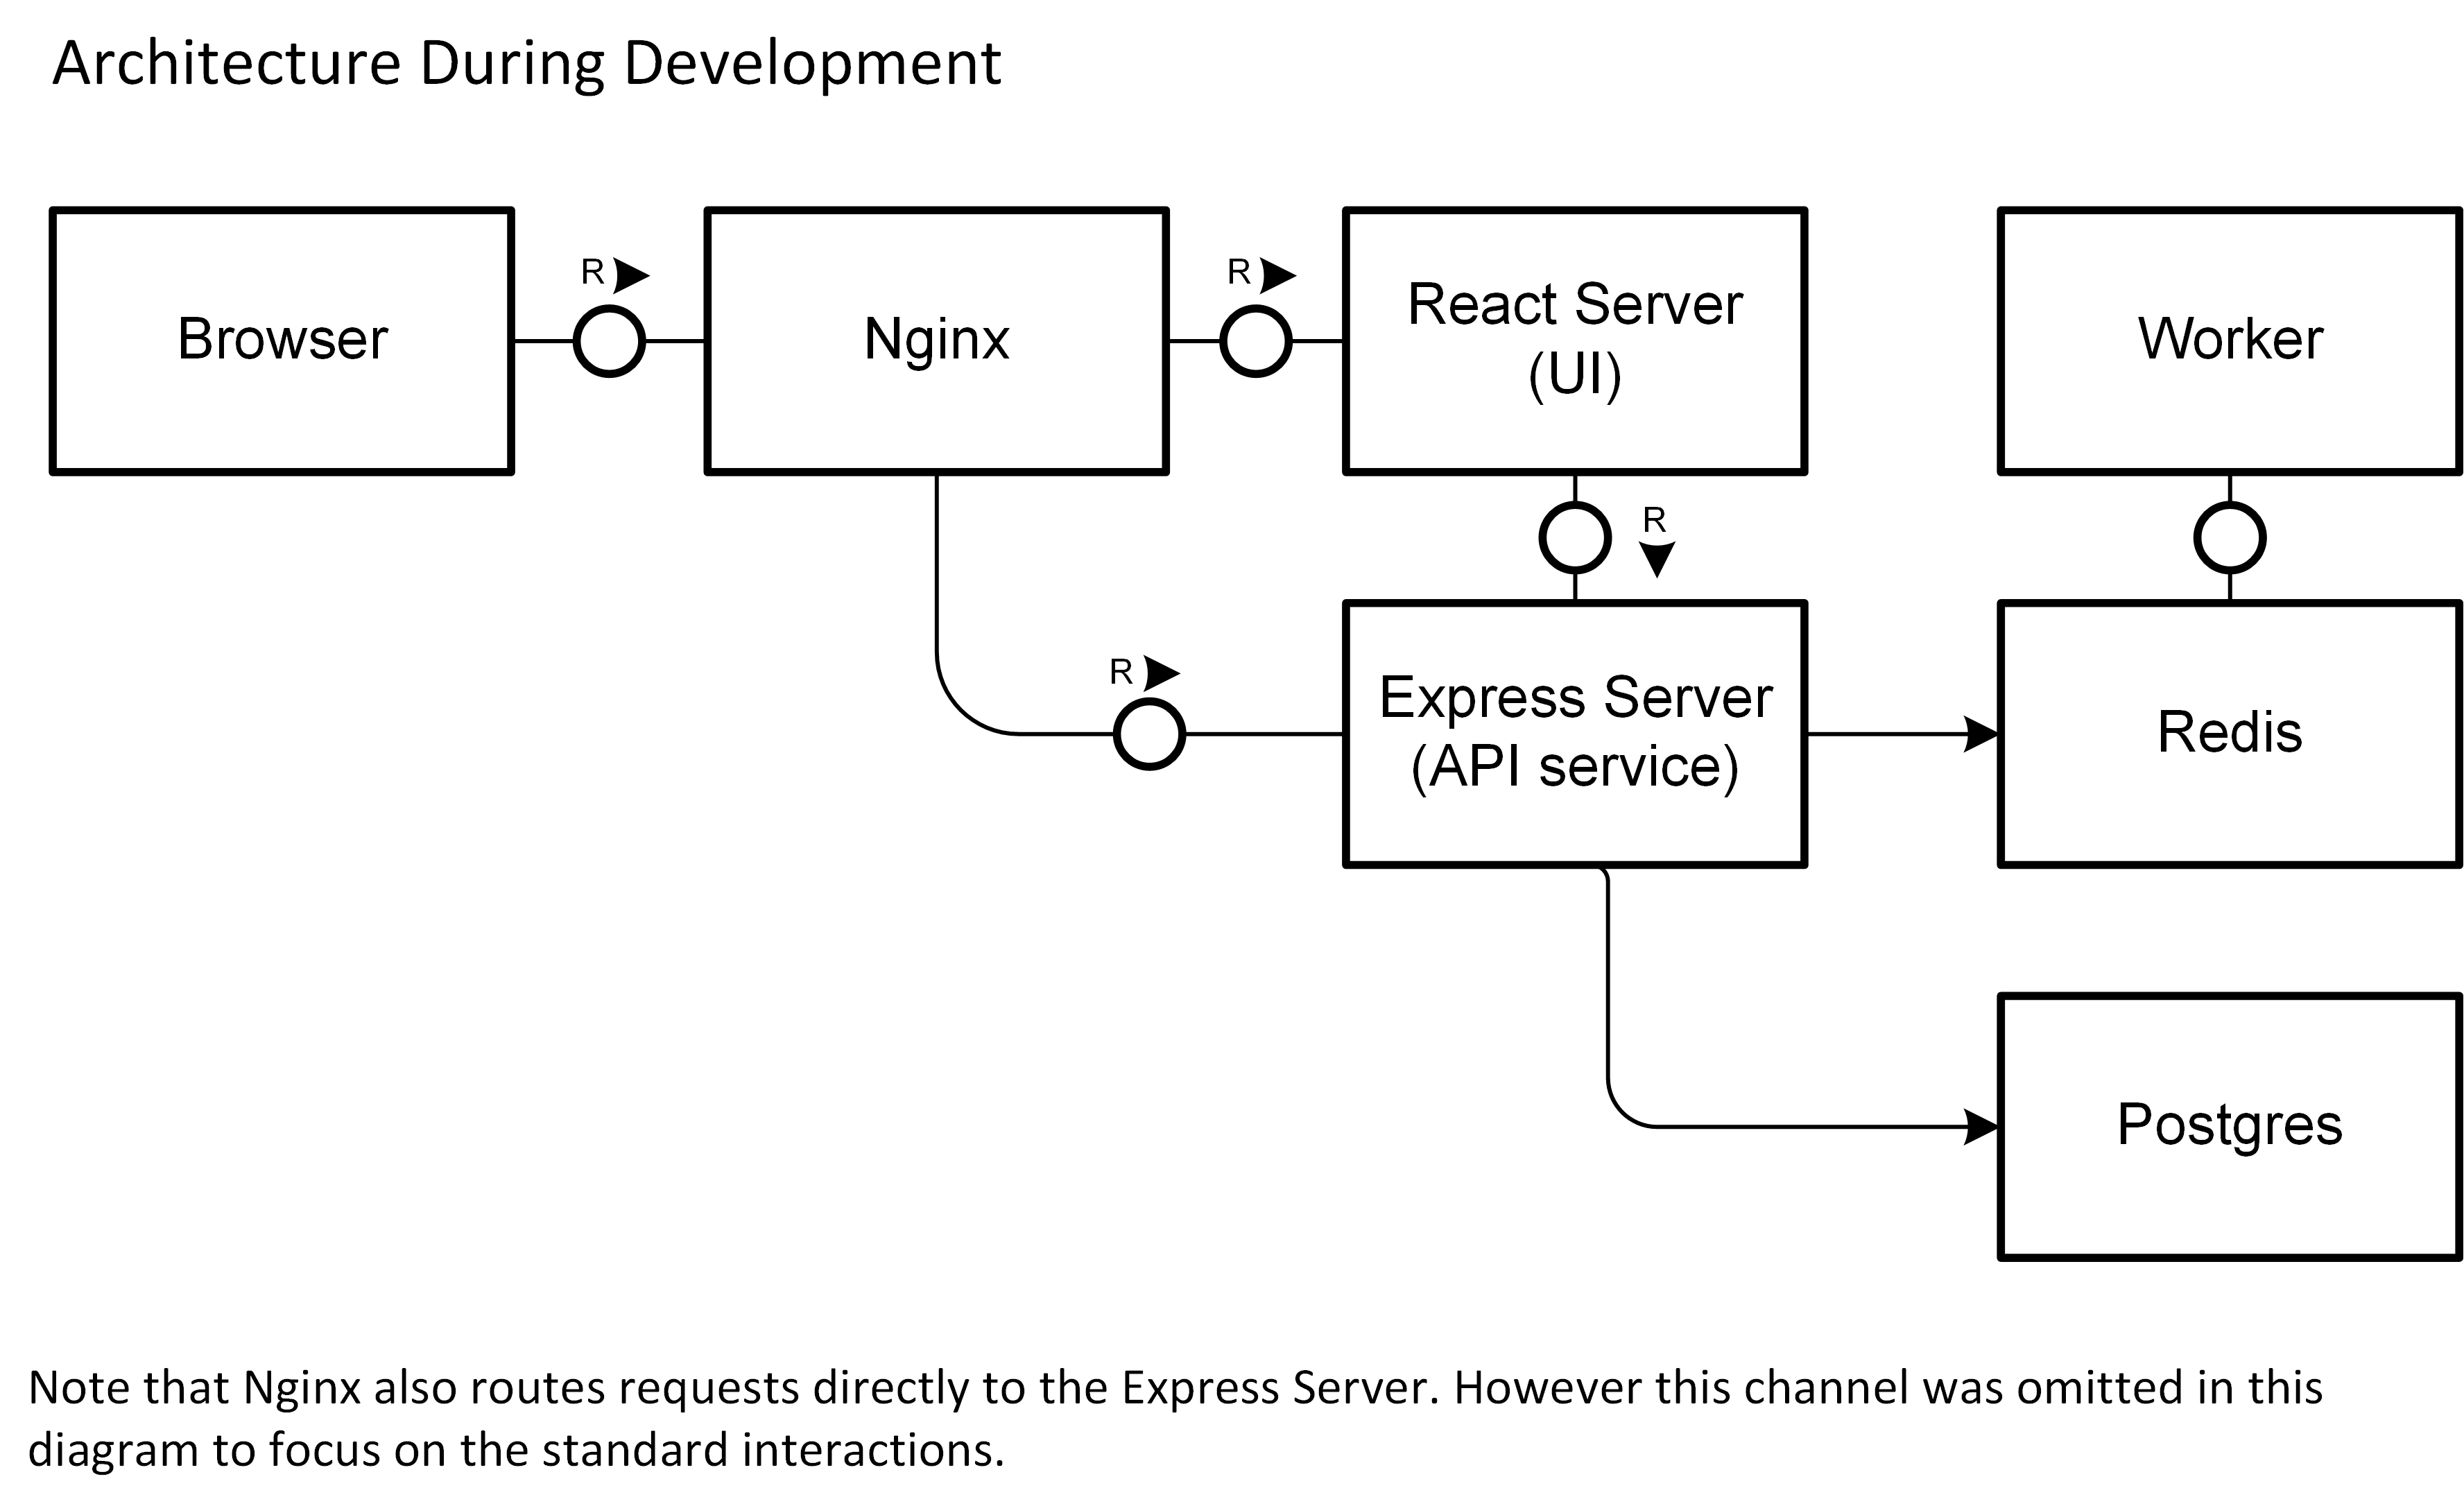 Architecture During Development
R
R
Browser
Nginx
React Server
(UI)
Worker
R
R
Express Server
(API service)
Redis
Postgres
Note that Nginx also routes requests directly to the Express Server. However this channel was omitted in this
diagram to focus on the standard interactions.